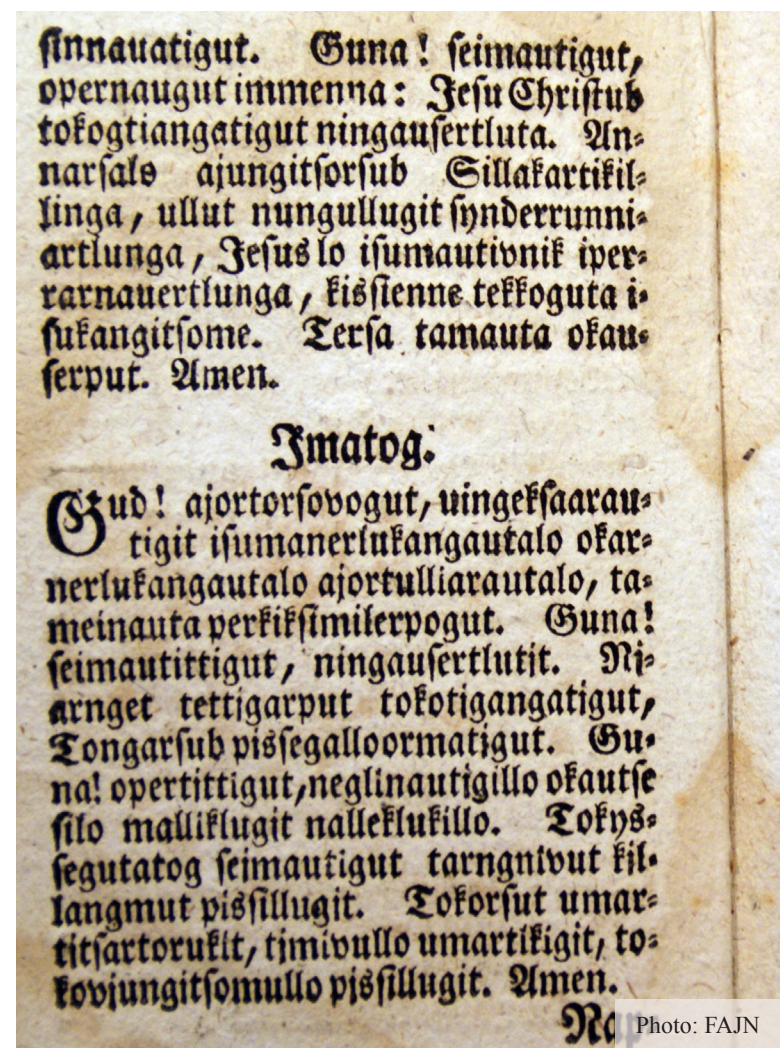 sinnauatigut. Guna! seimautigut,
opernaugut immenna: Jesu Christub
tokogtiangatigut ningausertluta. An-
narsale ajungitsorsub Sillakartikil-
linga, ullut nungullugit synderrunni-
artlunga, Jesus lo isumautivnik iper-
rarnauertlunga, kissienne tekkoguta i-
sukangitsome. Tersa tamauta okau-
serput. Amen.
Imatog.
Gud! ajortorsovogut, uingeksaarau-
tigit isumanerlukangautalo okar-
nerlukangautalo ajortulliarautalo, ta-
meinauta perkiksimilerpogut. Guna!
seimautittigut, ningausertlutit. Ni-
arnget tettigarput tokotigangatigut,
Tongarsub pissegalloormatigut. Gu-
na! opertittigut, neglinautigillo okautse
silo malliklugit nalleklukillo. Tokys-
segutatog seimautigut tarngnivut kil-
langmut pissillugit. Tokorsut umar-
titsartorukit, timivullo umartikigit, to-
kovjungitsomullo pissillugit. Amen.
Photo: FAJN